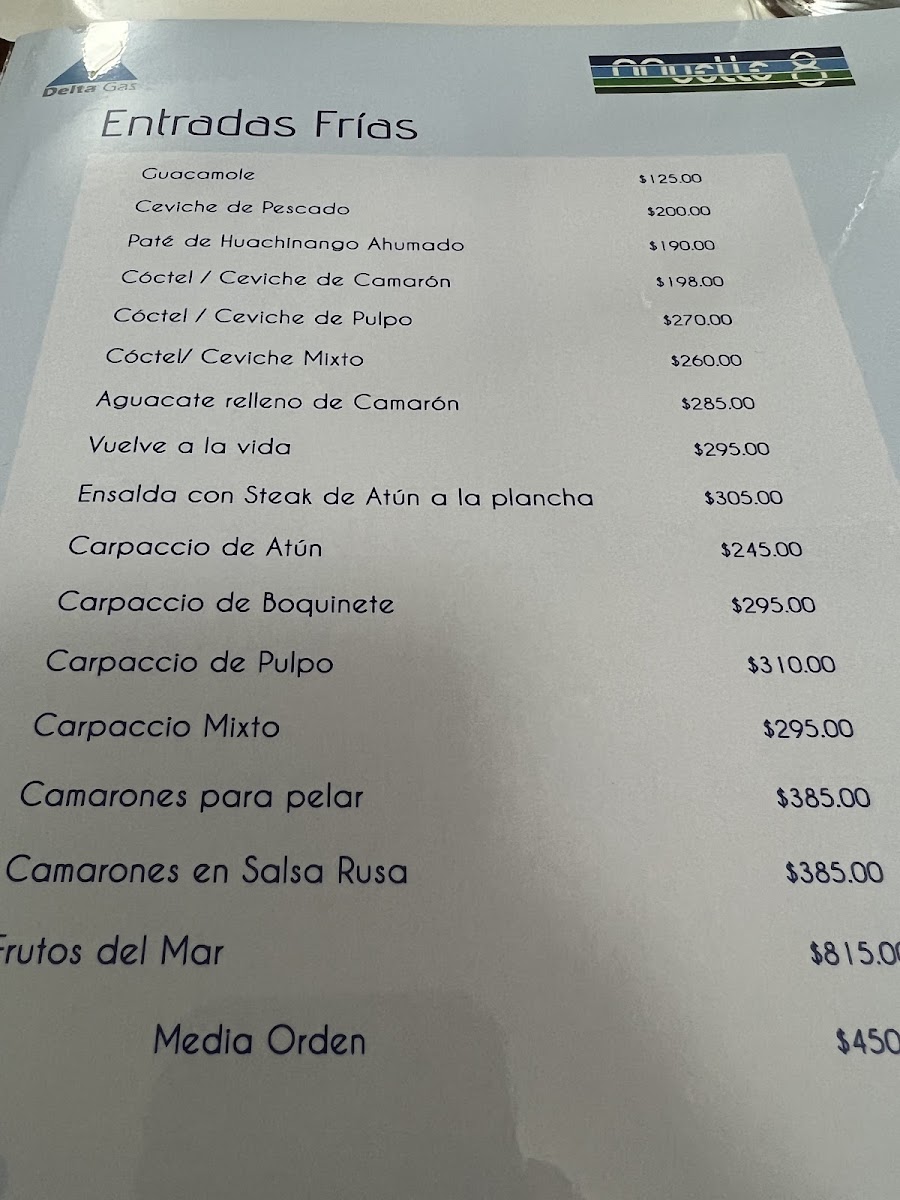 Delta Gas
Muelle 8
Entradas Frías
Guacamole $125.00
Ceviche de Pescado $200.00
Paté de Huachinango Ahumado $190.00
Cóctel / Ceviche de Camarón $198.00
Cóctel / Ceviche de Pulpo $270.00
Cóctel/ Ceviche Mixto $260.00
Aguacate relleno de Camarón $285.00
Vuelve a la vida $295.00
Ensalda con Steak de Atún a la plancha $305.00
Carpaccio de Atún $245.00
Carpaccio de Boquinete $295.00
Carpaccio de Pulpo $310.00
Carpaccio Mixto $295.00
Camarones para pelar $385.00
Camarones en Salsa Rusa $385.00
Frutos del Mar $815.00
Media Orden $450